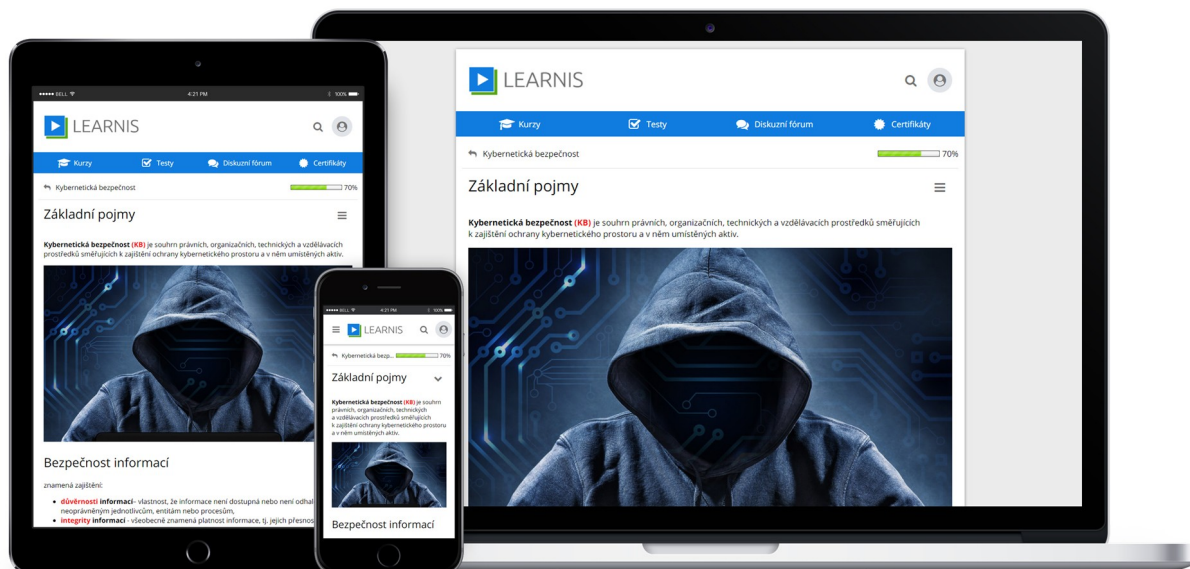 ●●●●● BELL 4:21 PM 100%
LEARNIS
Kurzy Testy Diskuzní fórum Certifikáty
Kybernetická bezpečnost 70%
Základní pojmy
Kybernetická bezpečnost (KB) je souhrn právních, organizačních, technických a vzdělávacích
prostředků směřujících k zajištění ochrany kybernetického prostoru a v něm umístěných aktiv.
Bezpečnost informací
znamená zajištění:
• důvěrnosti informací– vlastnost, že informace není dostupná nebo není odhal
neoprávněným jednotlivcům, entitám nebo procesům,
• integrity informací - všeobecně znamená platnost informace, tj. jejich přesnos
●●●●● BELL 4:21 PM 100%
LEARNIS
Kybernetická bezp... 70%
Základní pojmy
Kybernetická bezpečnost (KB) je souhrn
právních, organizačních, technických
a vzdělávacích prostředků směřujících
k zajištění ochrany kybernetického prostoru
a v něm umístěných aktiv.
Bezpečnost informací
LEARNIS
Kurzy Testy Diskuzní fórum Certifikáty
Kybernetická bezpečnost 70%
Základní pojmy
Kybernetická bezpečnost (KB) je souhrn právních, organizačních, technických a vzdělávacích prostředků směřujících
k zajištění ochrany kybernetického prostoru a v něm umístěných aktiv.